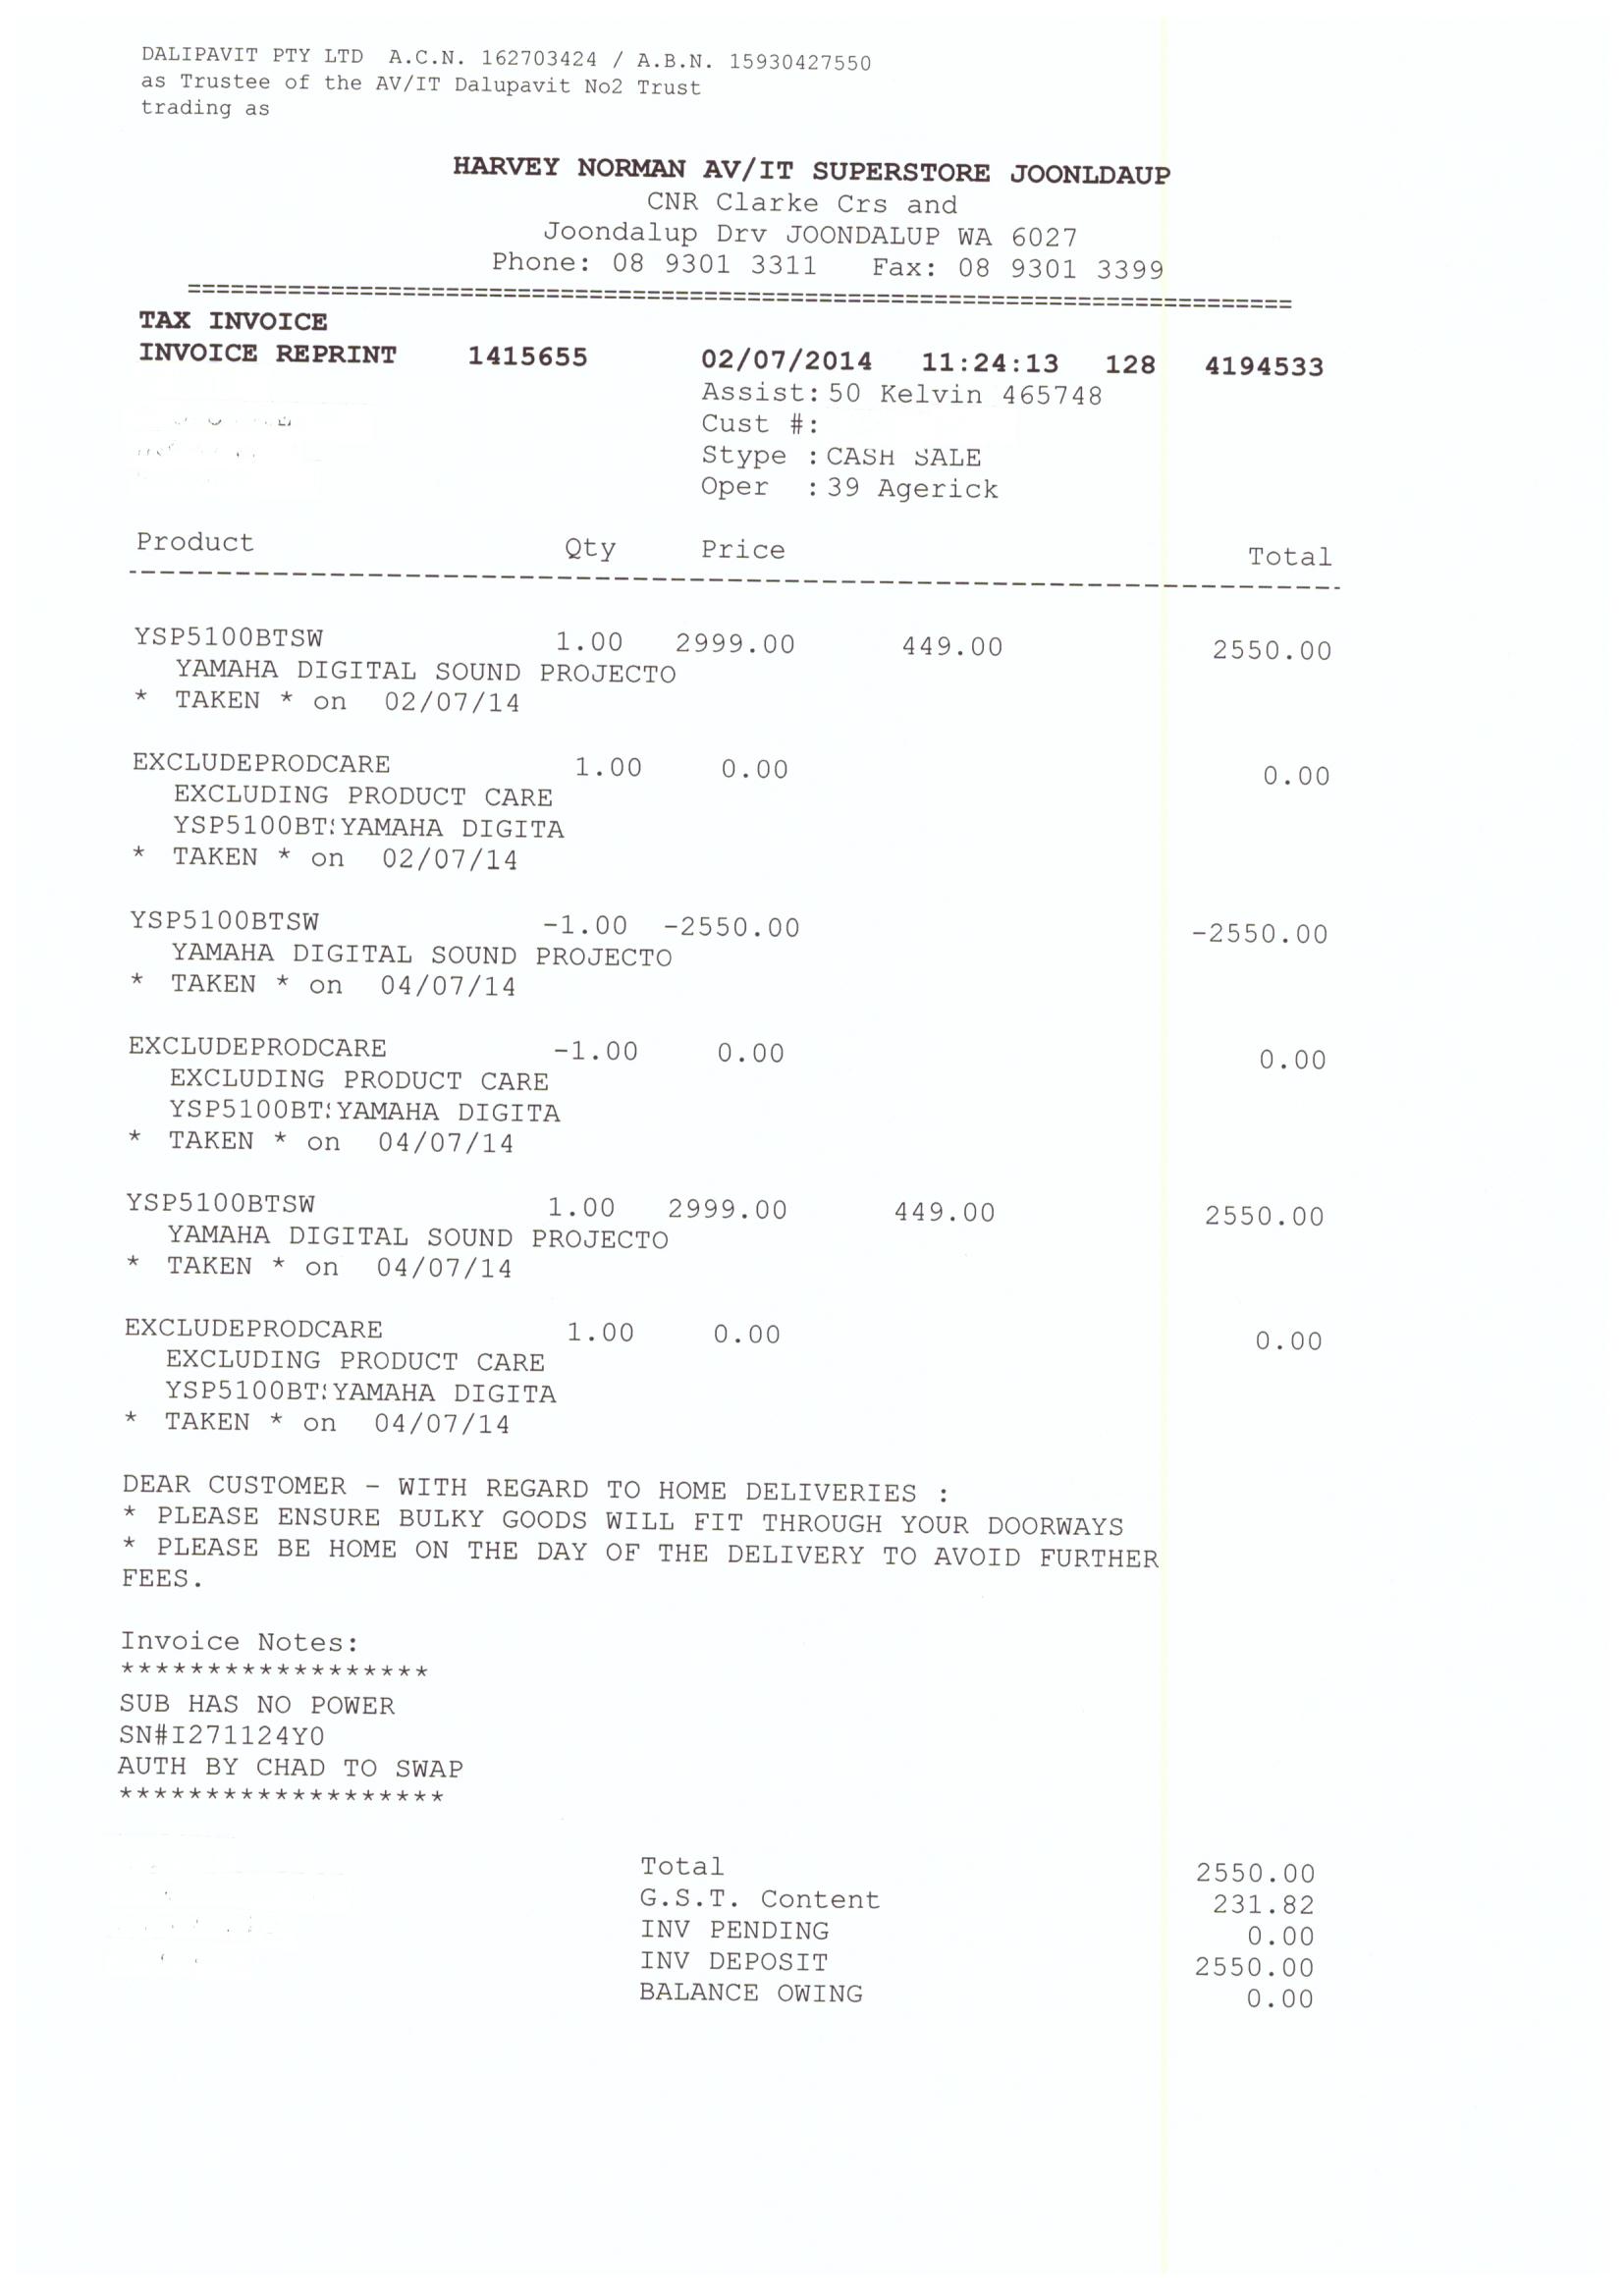 DALIPAVIT PTY LTD A.C.N. 162703424 / A.B.N. 15930427550
as Trustee of the AV/IT Dalupavit No2 Trust
trading as
HARVEY NORMAN AV/IT SUPERSTORE JOONLDAUP
CNR Clarke Crs and
Joondalup Drv JOONDALUP WA 6027
Phone: 08 9301 3311 Fax: 08 9301 3399
================================================================
TAX INVOICE
INVOICE REPRINT 1415655 02/07/2014 11:24:13 128 4194533
Assist: 50 Kelvin 465748
Cust #:
Stype : CASH SALE
Oper : 39 Agerick
Product Qty Price Total
----------------------------------------------------------------------
YSP5100BTSW 1.00 2999.00 449.00 2550.00
YAMAHA DIGITAL SOUND PROJECTO
* TAKEN * on 02/07/14
EXCLUDEPRODCARE 1.00 0.00 0.00
EXCLUDING PRODUCT CARE
YSP5100BT:YAMAHA DIGITA
* TAKEN * on 02/07/14
YSP5100BTSW -1.00 -2550.00 -2550.00
YAMAHA DIGITAL SOUND PROJECTO
* TAKEN * on 04/07/14
EXCLUDEPRODCARE -1.00 0.00 0.00
EXCLUDING PRODUCT CARE
YSP5100BT:YAMAHA DIGITA
* TAKEN * on 04/07/14
YSP5100BTSW 1.00 2999.00 449.00 2550.00
YAMAHA DIGITAL SOUND PROJECTO
* TAKEN * on 04/07/14
EXCLUDEPRODCARE 1.00 0.00 0.00
EXCLUDING PRODUCT CARE
YSP5100BT:YAMAHA DIGITA
* TAKEN * on 04/07/14
DEAR CUSTOMER - WITH REGARD TO HOME DELIVERIES :
* PLEASE ENSURE BULKY GOODS WILL FIT THROUGH YOUR DOORWAYS
* PLEASE BE HOME ON THE DAY OF THE DELIVERY TO AVOID FURTHER
FEES.
Invoice Notes:
******************
SUB HAS NO POWER
SN#I271124Y0
AUTH BY CHAD TO SWAP
*******************
Total 2550.00
G.S.T. Content 231.82
INV PENDING 0.00
INV DEPOSIT 2550.00
BALANCE OWING 0.00